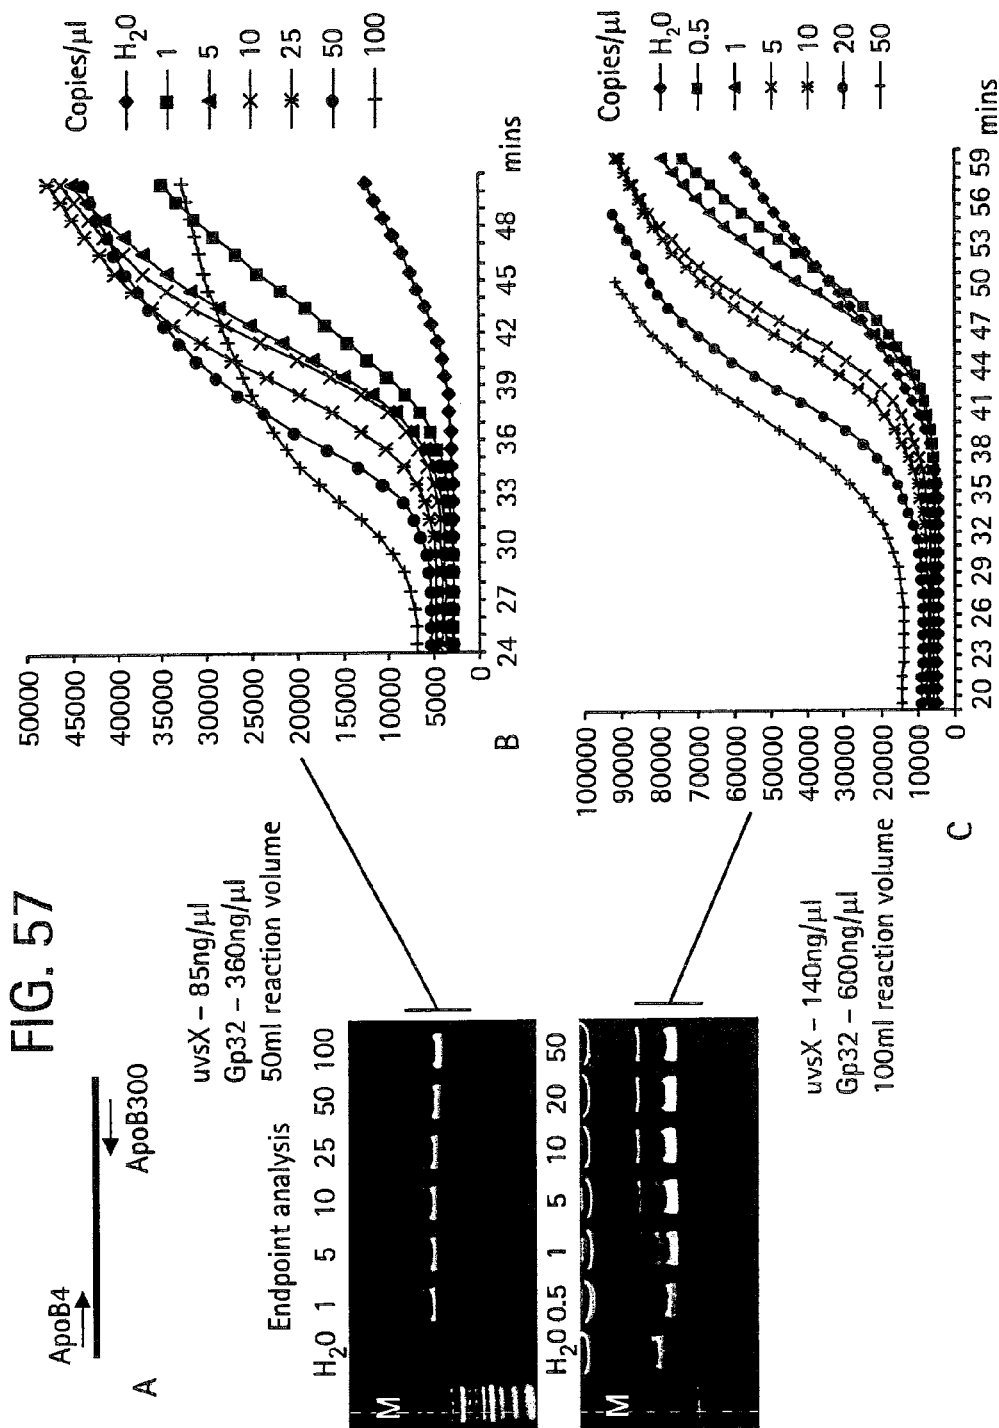 FIG. 57
A
ApoB4
ApoB300
Endpoint analysis
H₂0 1 5 10 25 50 100
M
uvsX – 85ng/µl
Gp32 – 360ng/µl
50ml reaction volume
H₂0 0.5 1 5 10 20 50
M
uvsX – 140ng/µl
Gp32 – 600ng/µl
100ml reaction volume
B
50000
45000
40000
35000
30000
25000
20000
15000
10000
5000
0
24 27 30 33 36 39 42 45 48
mins
Copies/µl
H₂0
1
5
10
25
50
100
C
100000
90000
80000
70000
60000
50000
40000
30000
20000
10000
0
20 23 26 29 32 35 38 41 44 47 50 53 56 59
mins
Copies/µl
H₂0
0.5
1
5
10
20
50